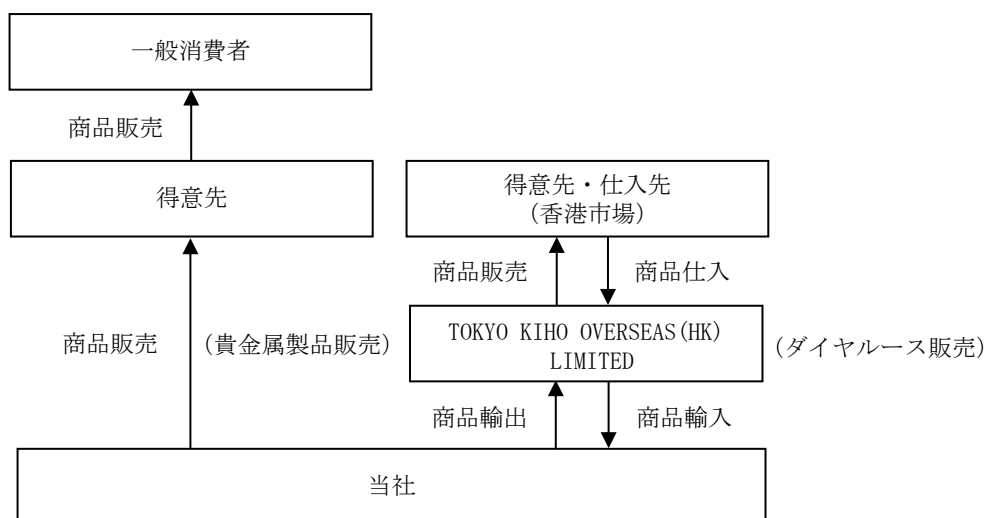 一般消費者
商品販売
得意先
得意先・仕入先
(香港市場)
商品販売
商品仕入
商品販売
(貴金属製品販売)
TOKYO KIHO OVERSEAS(HK)
LIMITED
(ダイヤルース販売)
商品輸出
商品輸入
当社